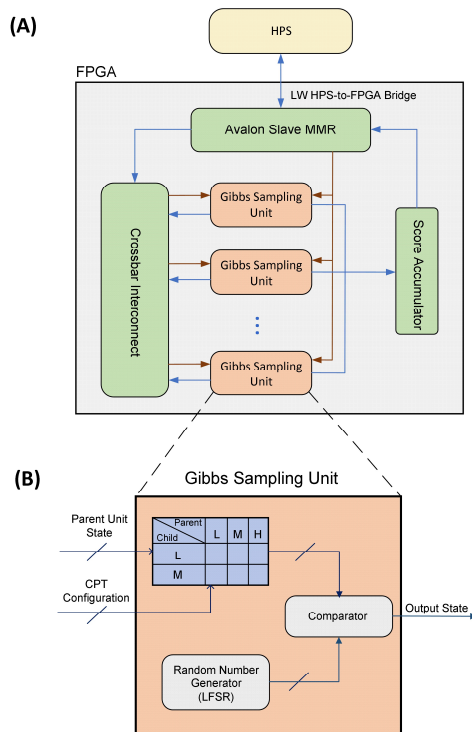 (A)
HPS
FPGA
LW HPS-to-FPGA Bridge
Avalon Slave MMR
Gibbs Sampling
Unit
Crossbar Interconnect
Gibbs Sampling
Unit
Score Accumulator
...
Gibbs Sampling
Unit
(B)
Gibbs Sampling Unit
Parent Unit
State
Parent
Child
L M H
L
M
CPT
Configuration
Comparator
Output State
Random Number
Generator
(LFSR)